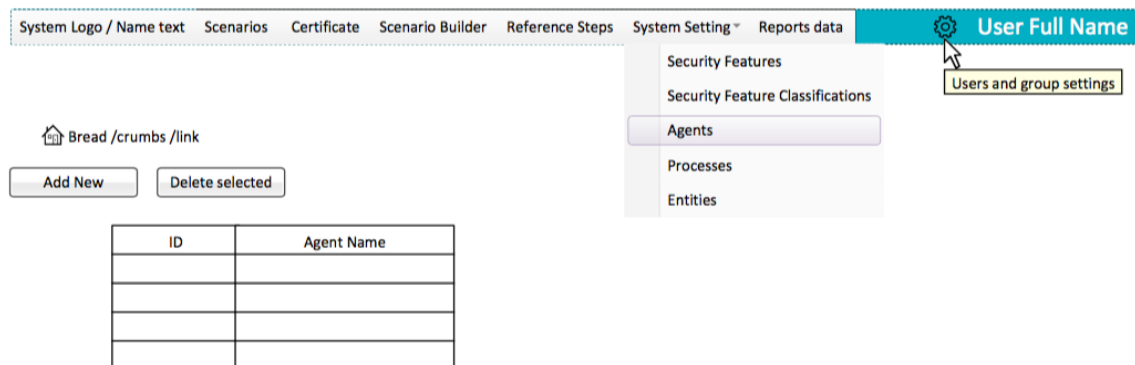 System Logo / Name text Scenarios Certificate Scenario Builder Reference Steps System Setting Reports data User Full Name
Security Features
Users and group settings
Security Feature Classifications
Agents
Bread /crumbs /link
Processes
Add New Delete selected
Entities
ID Agent Name